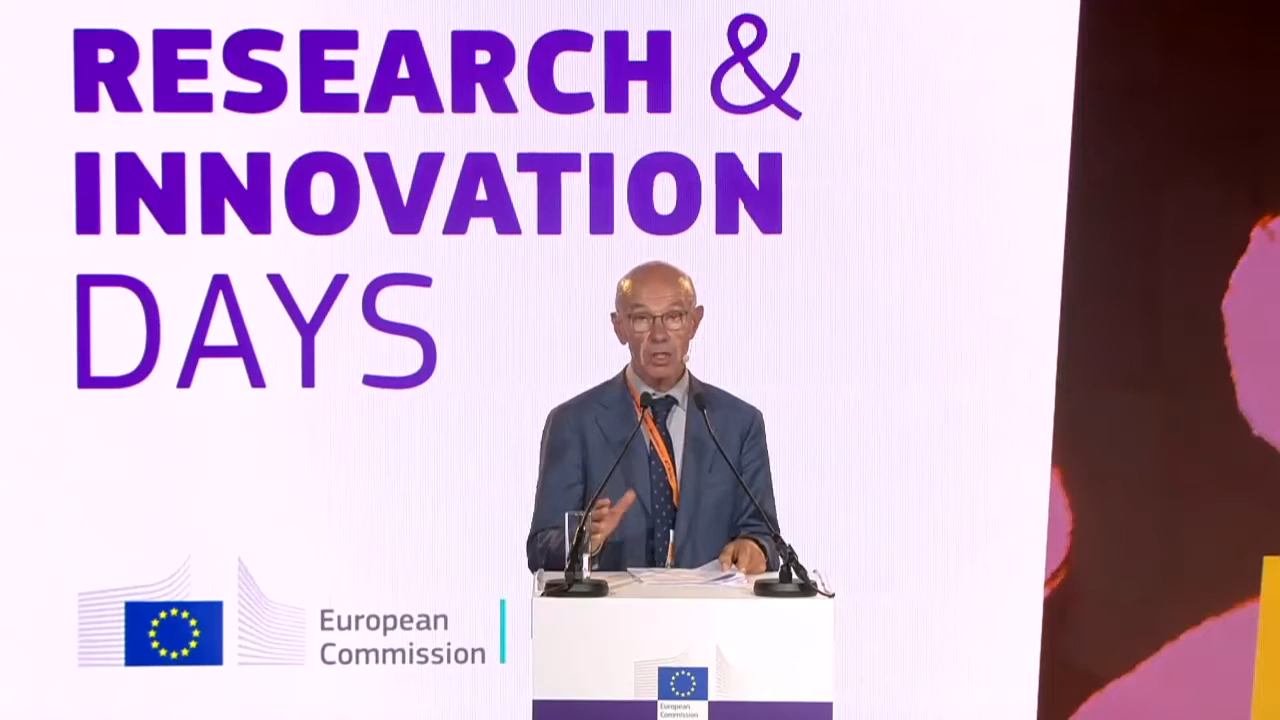 RESEARCH &
INNOVATION
DAYS
European
Commission
European
Commission